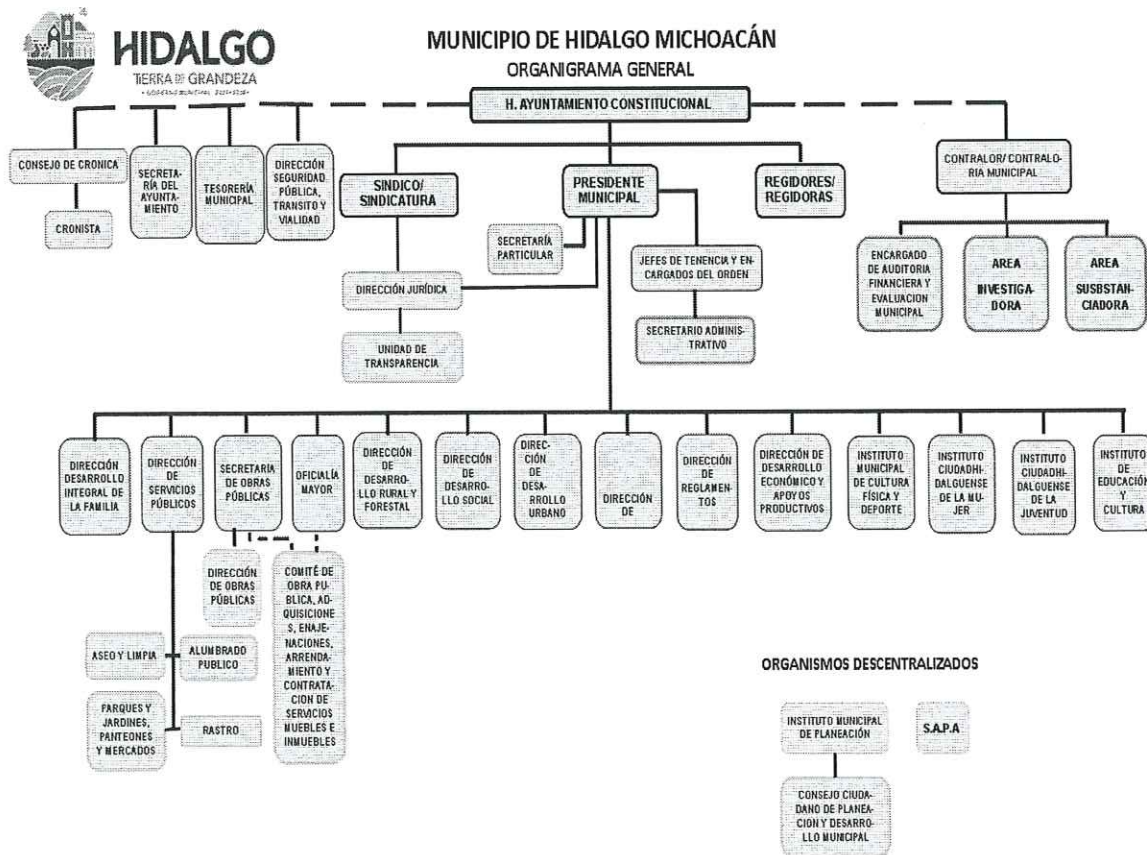 HIDALGO
TIERRA DE GRANDEZA
MUNICIPIO DE HIDALGO MICHOACÁN
ORGANIGRAMA GENERAL
H. AYUNTAMIENTO CONSTITUCIONAL
CONSEJO DE CRONICA
CRONISTA
SECRETA-
RÍA DEL
AYUNTA-
MIENTO
TESORERÍA
MUNICIPAL
DIRECCIÓN
SEGURIDAD
PÚBLICA,
TRANSITO Y
VIALIDAD
SINDICO/
SINDICATURA
PRESIDENTE
MUNICIPAL
REGIDORES/
REGIDORAS
CONTRALOR/ CONTRALO-
RIA MUNICIPAL
SECRETARÍA
PARTICULAR
JEFES DE TENENCIA Y EN-
CARGADOS DEL ORDEN
DIRECCIÓN JURÍDICA
SECRETARIO ADMINIS-
TRATIVO
UNIDAD DE
TRANSPARENCIA
ENCARGADO
DE AUDITORIA
FINANCIERA Y
EVALUACION
MUNICIPAL
AREA
INVESTIGA-
DORA
AREA
SUSBSTAN-
CIADORA
DIRECCIÓN
DESARROLLO
INTEGRAL DE
LA FAMILIA
DIRECCIÓN
DE
SERVICIOS
PÚBLICOS
SECRETARÍA
DE OBRAS
PÚBLICAS
OFICIALÍA
MAYOR
DIRECCIÓN
DE
DESARRO-
LLO RURAL Y
FORESTAL
DIRECCIÓN
DE
DESARRO-
LLO SOCIAL
DIREC-
CIÓN
DE DESA-
RROLLO
URBANO
DIRECCIÓN
DE
DIRECCIÓN
DE
REGLAMEN-
TOS
DIRECCIÓN DE
DESARROLLO
ECONÓMICO Y
APOYOS
PRODUCTIVOS
INSTITUTO
MUNICIPAL
DE CULTURA
FÍSICA Y
DEPORTE
INSTITUTO
CIUDADHI-
DALGUENSE
DE LA MU-
JER
INSTITUTO
CIUDADHI-
DALGUENSE
DE LA
JUVENTUD
INSTITUTO
DE
EDUCACIÓN
Y
CULTURA
DIRECCIÓN
DE OBRAS
PÚBLICAS
COMITÉ DE
OBRA PU-
BLICA, AD-
QUISICIONE
S, ENAJE-
NACIONES,
ARRENDA-
MIENTO Y
CONTRATA-
CION DE
SERVICIOS
MUEBLES E
INMUEBLES
ASEO Y LIMPIA
ALUMBRADO
PUBLICO
PARQUES Y
JARDINES,
PANTEONES
Y MERCADOS
RASTRO
ORGANISMOS DESCENTRALIZADOS
INSTITUTO MUNICIPAL
DE PLANEACIÓN
S.A.P.A
CONSEJO CIUDA-
DANO DE PLANEA-
CION Y DESARRO-
LLO MUNICIPAL